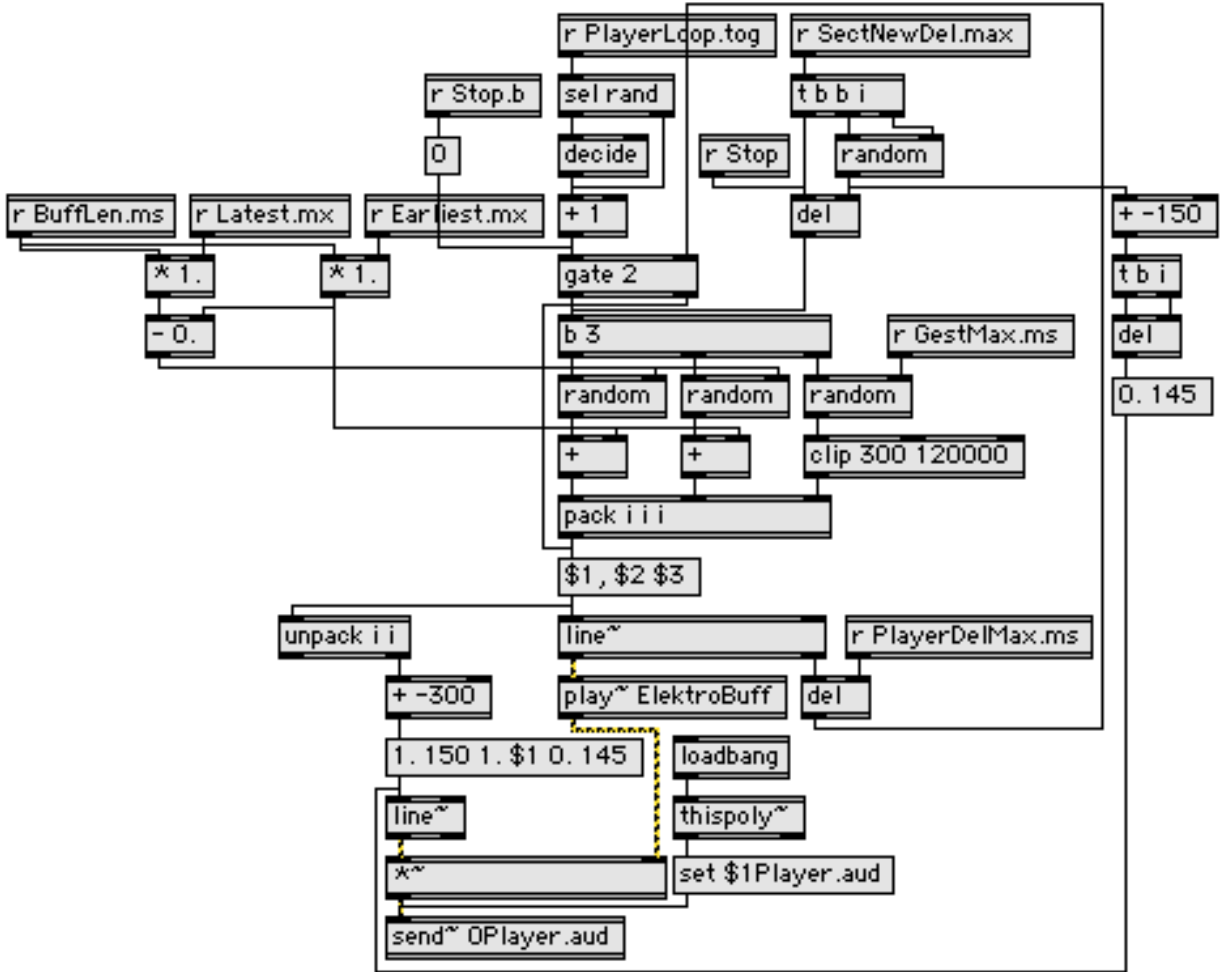 r PlayerLoop.tog
r SectNewDel.max
r Stop.b
sel rand
t b b i
0
decide
r Stop
random
r BuffLen.ms
r Latest.mx
r Earliest.mx
+ 1
del
+ -150
* 1.
* 1.
gate 2
t b i
- 0.
b 3
r GestMax.ms
del
random
random
random
0. 145
+
+
clip 300 120000
pack i i i
$1, $2 $3
unpack i i
line~
r PlayerDelMax.ms
+ -300
play~ ElektroBuff
del
1. 150 1. $1 0. 145
loadbang
line~
thispoly~
*~
set $1Player.aud
send~ 0Player.aud